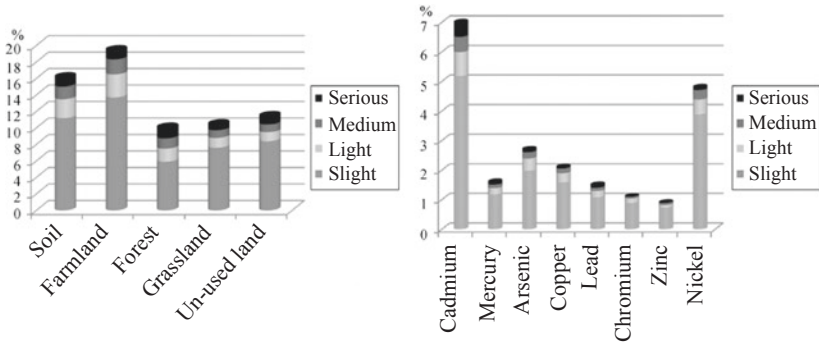 %
20
18
16
14
12
10
8
6
4
2
0
Soil
Farmland
Forest
Grassland
Un-used land
Serious
Medium
Light
Slight
%
7
6
5
4
3
2
1
0
Cadmium
Mercury
Arsenic
Copper
Lead
Chromium
Zinc
Nickel
Serious
Medium
Light
Slight